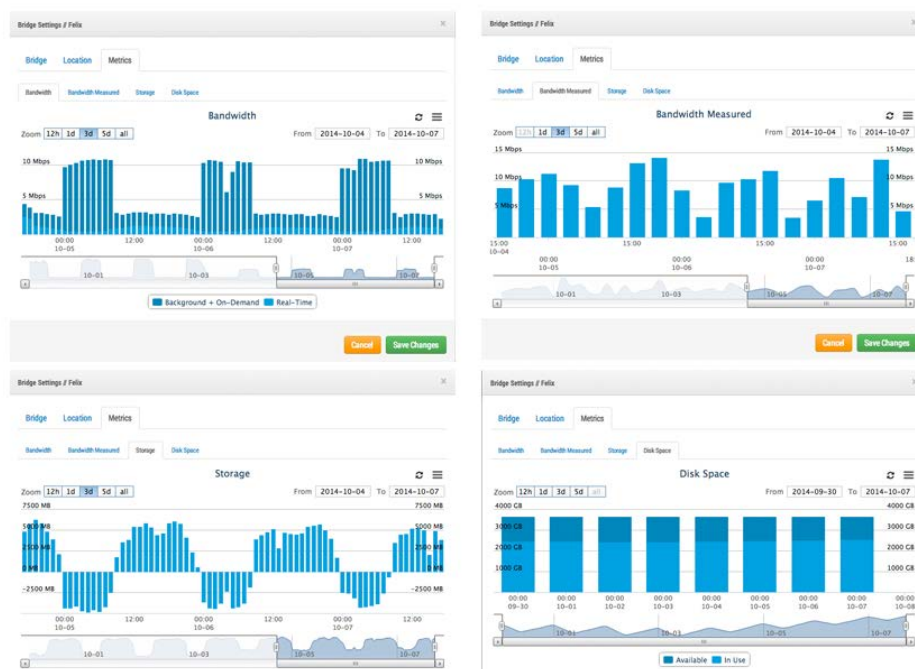 Bridge Settings // Felix ×
Bridge Location Metrics
Bandwidth Bandwidth Measured Storage Disk Space
Bandwidth
Zoom 12h 1d 3d 5d all From 2014-10-04 To 2014-10-07
10 Mbps 10 Mbps
5 Mbps 5 Mbps
00:00 12:00 00:00 12:00 00:00 12:00
10-05 10-06 10-07
10-01 10-03 10-05 10-07
Background + On-Demand Real-Time
Cancel Save Changes
Bridge Settings // Felix ×
Bridge Location Metrics
Bandwidth Bandwidth Measured Storage Disk Space
Bandwidth Measured
Zoom 12h 1d 3d 5d all From 2014-10-04 To 2014-10-07
15 Mbps 15 Mbps
10 Mbps 10 Mbps
5 Mbps 5 Mbps
15:00 15:00 15:00 15:00
10-04
00:00 00:00 00:00 18:
10-05 10-06 10-07
10-01 10-03 10-05 10-07
Cancel Save Changes
Bridge Settings // Felix ×
Bridge Location Metrics
Bandwidth Bandwidth Measured Storage Disk Space
Storage
Zoom 12h 1d 3d 5d all From 2014-10-04 To 2014-10-07
7500 MB 7500 MB
5000 MB 5000 MB
2500 MB 2500 MB
0 MB 0 MB
-2500 MB -2500 MB
00:00 12:00 00:00 12:00 00:00 12:00
10-05 10-06 10-07
10-01 10-03 10-05 10-07
Bridge Settings // Felix ×
Bridge Location Metrics
Bandwidth Bandwidth Measured Storage Disk Space
Disk Space
Zoom 12h 1d 3d 5d all From 2014-09-30 To 2014-10-07
4000 GB 4000 GB
3000 GB 3000 GB
2000 GB 2000 GB
1000 GB 1000 GB
00:00 00:00 00:00 00:00 00:00 00:00 00:00 00:00 00:00
09-30 10-01 10-02 10-03 10-04 10-05 10-06 10-07 10-08
10-01 10-03 10-05 10-07
Available In Use